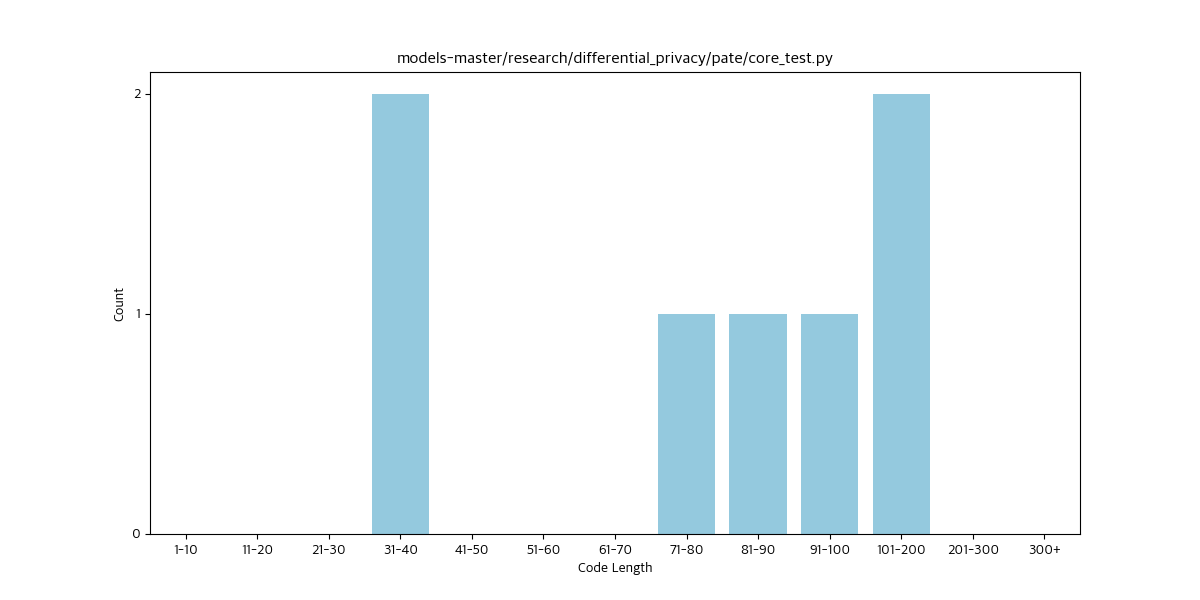 models-master/research/differential_privacy/pate/core_test.py
2
1
0
Count
1-10 11-20 21-30 31-40 41-50 51-60 61-70 71-80 81-90 91-100 101-200 201-300 300+
Code Length